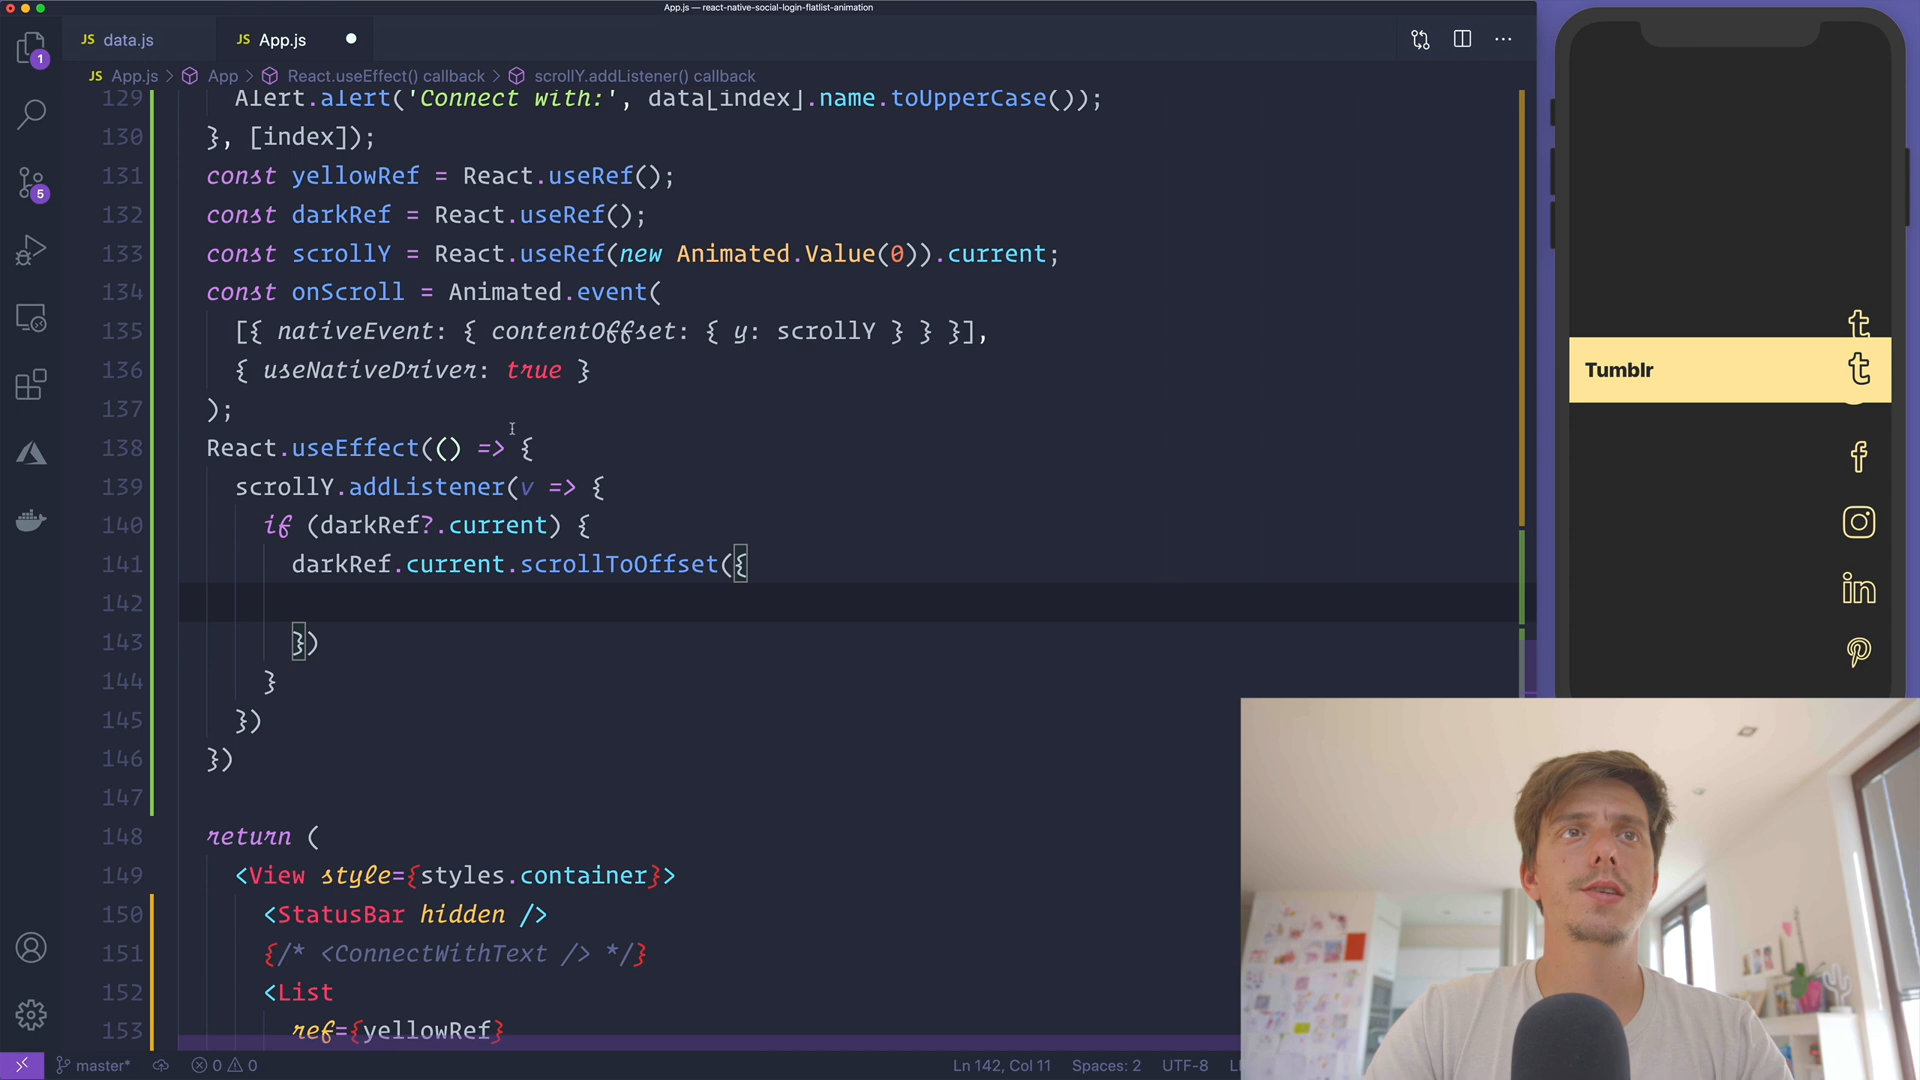 App.js — react-native-social-login-flatlist-animation
JS data.js
JS App.js
JS App.js > App > React.useEffect() callback > scrollY.addListener() callback
129 Alert.alert('Connect with:', data[index].name.toUpperCase());
130 }, [index]);
131 const yellowRef = React.useRef();
132 const darkRef = React.useRef();
133 const scrollY = React.useRef(new Animated.Value(0)).current;
134 const onScroll = Animated.event(
135 [{ nativeEvent: { contentOffset: { y: scrollY } } }],
136 { useNativeDriver: true }
137 );
138 React.useEffect(() => {
139 scrollY.addListener(v => {
140 if (darkRef?.current) {
141 darkRef.current.scrollToOffset({
142
143 })
144 }
145 })
146 })
147
148 return (
149 <View style={styles.container}>
150 <StatusBar hidden />
151 {/* <ConnectWithText /> */}
152 <List
153 ref={yellowRef}
1
5
master*
0 0
Ln 142, Col 11
Spaces: 2
UTF-8
Tumblr